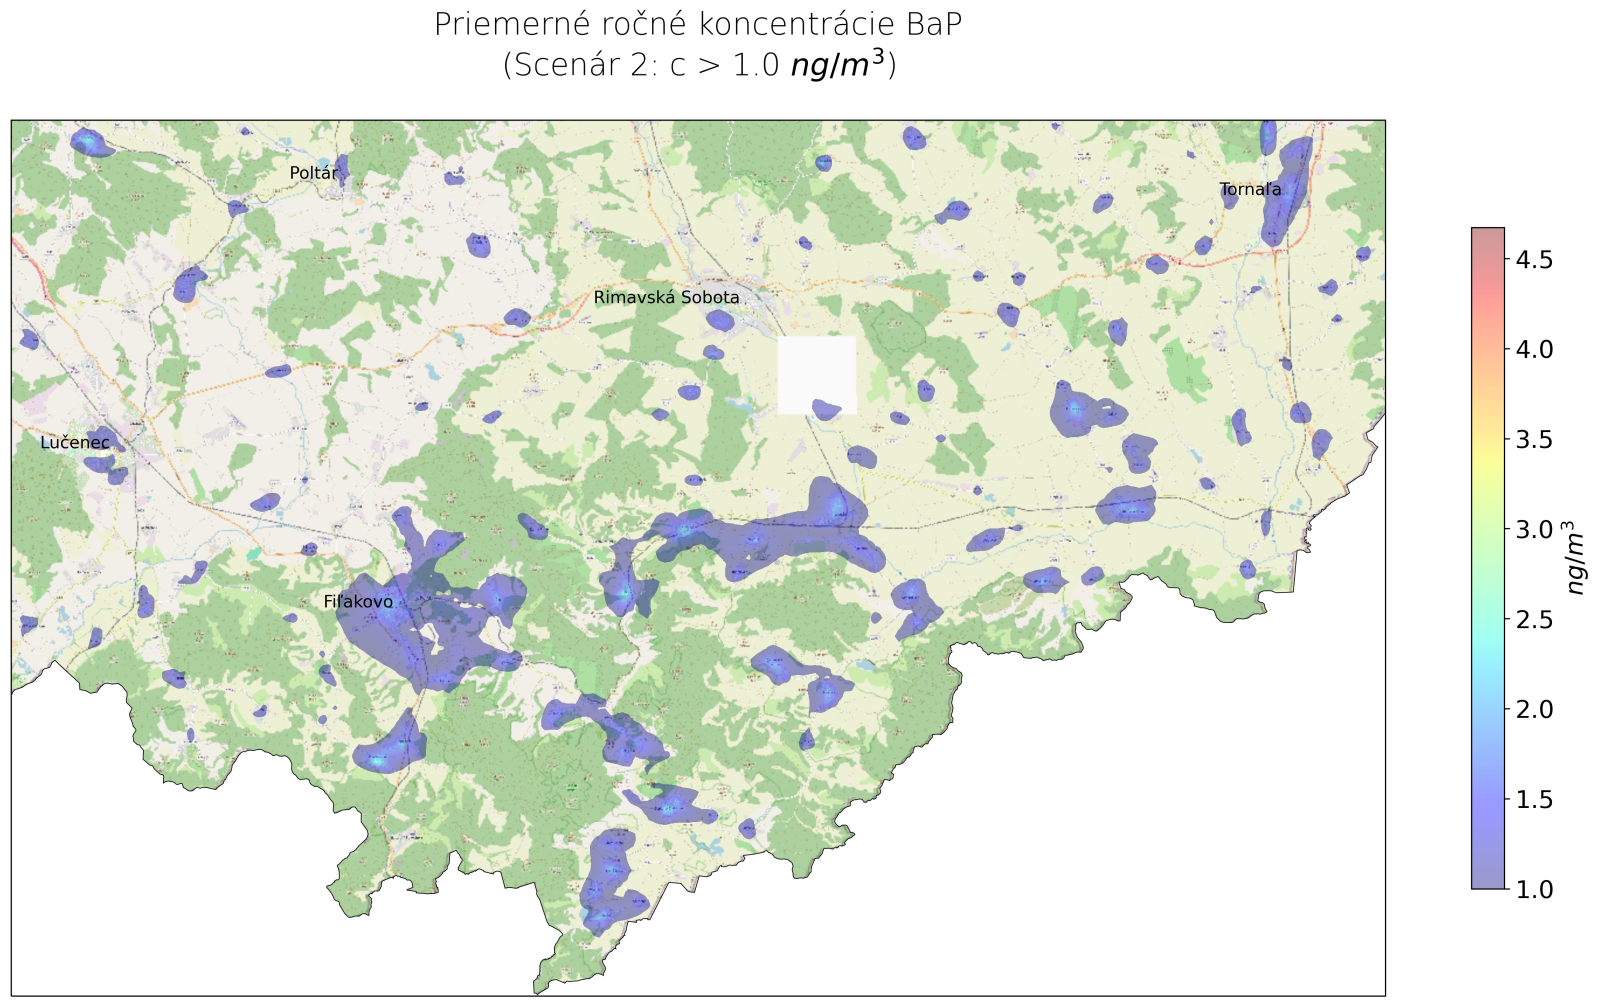 Priemerné ročné koncentrácie BaP
(Scenár 2: c > 1.0 ng/m³)
Poltár
Tornaľa
Rimavská Sobota
Lučenec
Fiľakovo
4.5
4.0
3.5
3.0
2.5
2.0
1.5
1.0
ng/m³